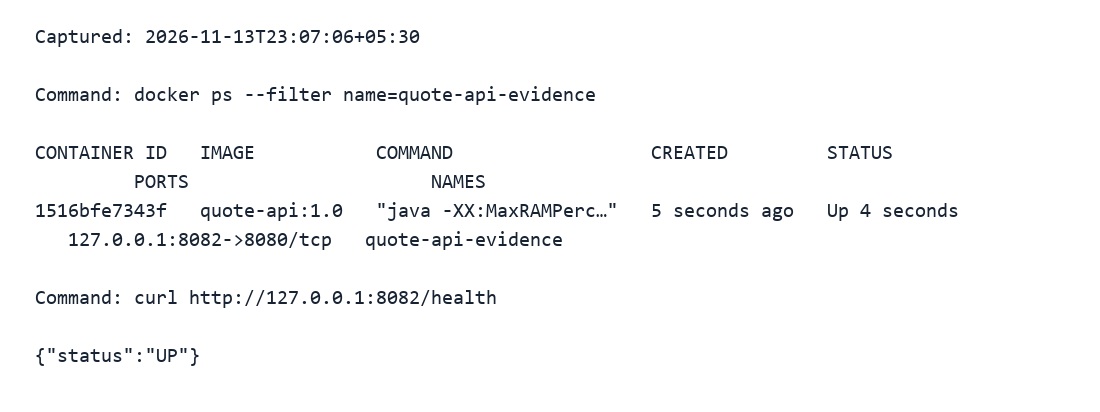 Captured: 2026-11-13T23:07:06+05:30
Command: docker ps --filter name=quote-api-evidence
CONTAINER ID   IMAGE           COMMAND                  CREATED         STATUS
         PORTS                      NAMES
1516bfe7343f   quote-api:1.0   "java -XX:MaxRAMPerc…"   5 seconds ago   Up 4 seconds
   127.0.0.1:8082->8080/tcp   quote-api-evidence
Command: curl http://127.0.0.1:8082/health
{"status":"UP"}